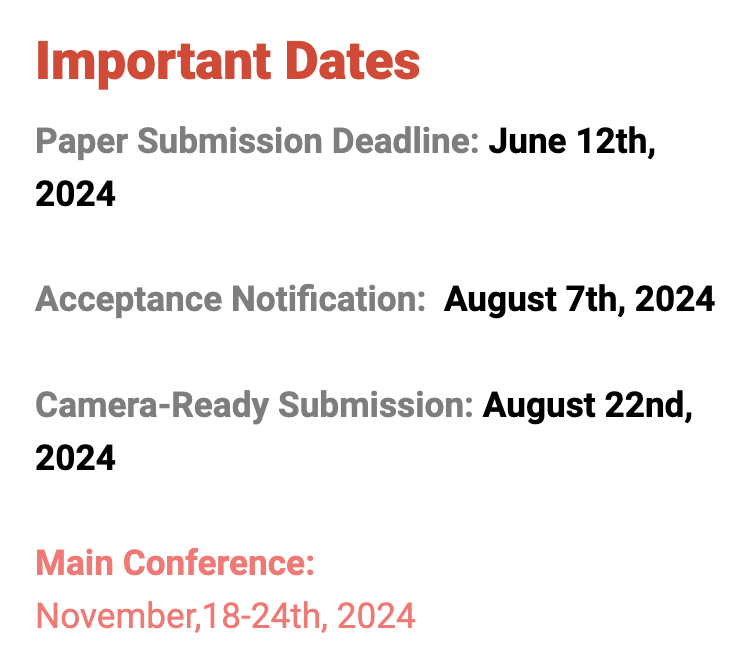 Important Dates
Paper Submission Deadline: June 12th,
2024
Acceptance Notification:  August 7th, 2024
Camera-Ready Submission: August 22nd,
2024
Main Conference:
November,18-24th, 2024